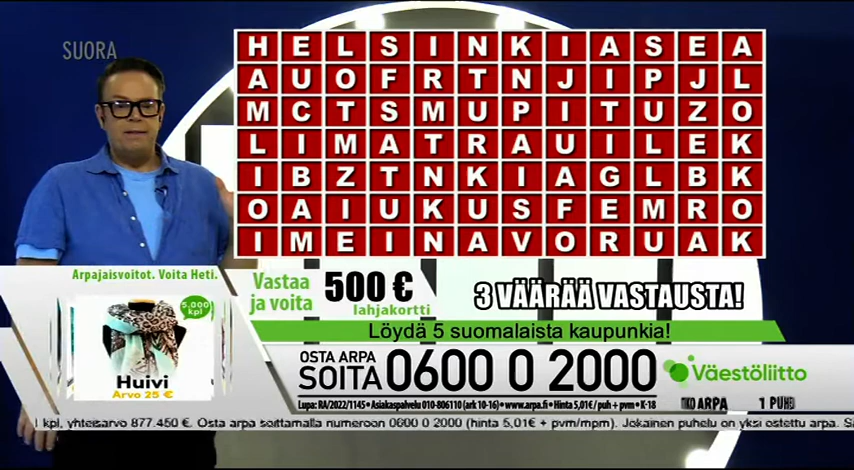 SUORA
H E L S I N K I A S E A
A U O F R T N J I P J L
M C T S M U P I T U Z O
L I M A T R A U I L E K
I B Z T N K I A G L B K
O A I U K U S F E M R O
I M E I N A V O R U A K
Arpajaisvoitot. Voita Heti.
5.000 kpl
Huivi
Arvo 25 €
Vastaa ja voita
500 €
lahjakortti
3 VÄÄRÄÄ VASTAUSTA!
Löydä 5 suomalaista kaupunkia!
OSTA ARPA
SOITA 0600 0 2000
Väestöliitto
Lupa: RA/2022/1145 • Asiakaspalvelu 010-806110 (ark 10-16) • www.arpa.fi • Hinta 5,01€ / puh + pvm • K-18
ARPA 1 PUH
kpl, yhteisarvo 877.450 €. Osta arpa soittamalla numeroon 0600 0 2000 (hinta 5,01€ + pvm/mpm). Jokainen puhelu on yksi ostettu arpa.